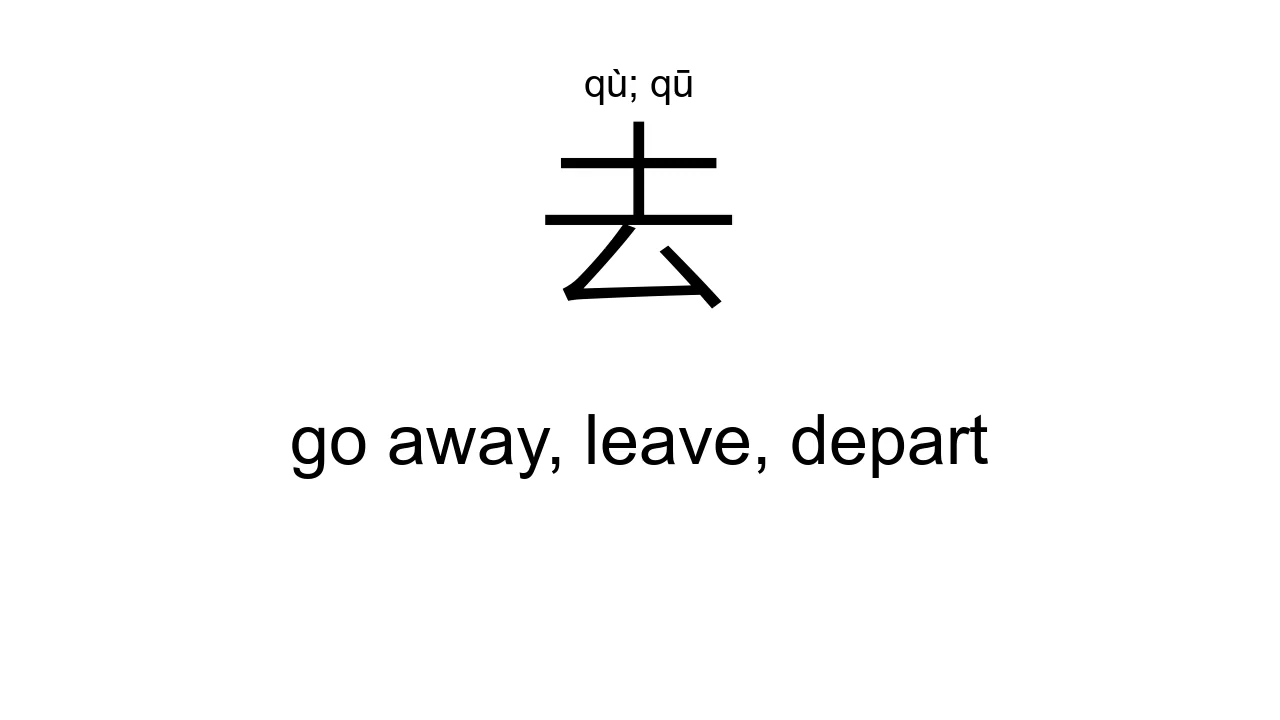 qù; qū
去
go away, leave, depart